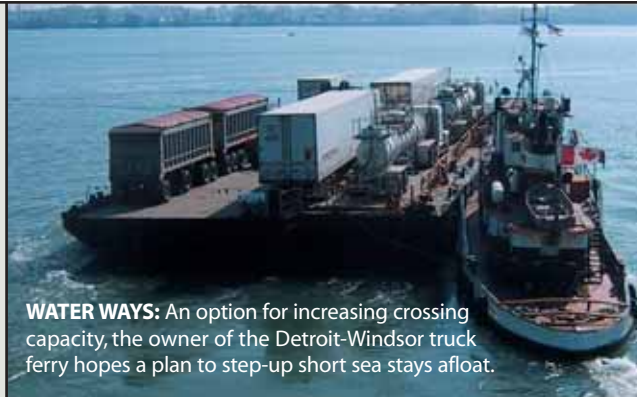 WATER WAYS: An option for increasing crossing
capacity, the owner of the Detroit-Windsor truck
ferry hopes a plan to step-up short sea stays afloat.